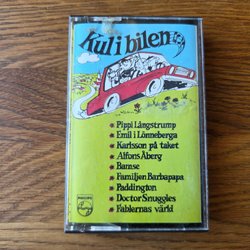 Kul i bilen
Pippi Långstrump
Emil i Lönneberga
Karlsson på taket
Alfons Åberg
Bamse
Familjen Barbapapa
Paddington
Doctor Snuggles
Fablernas värld
PHILIPS